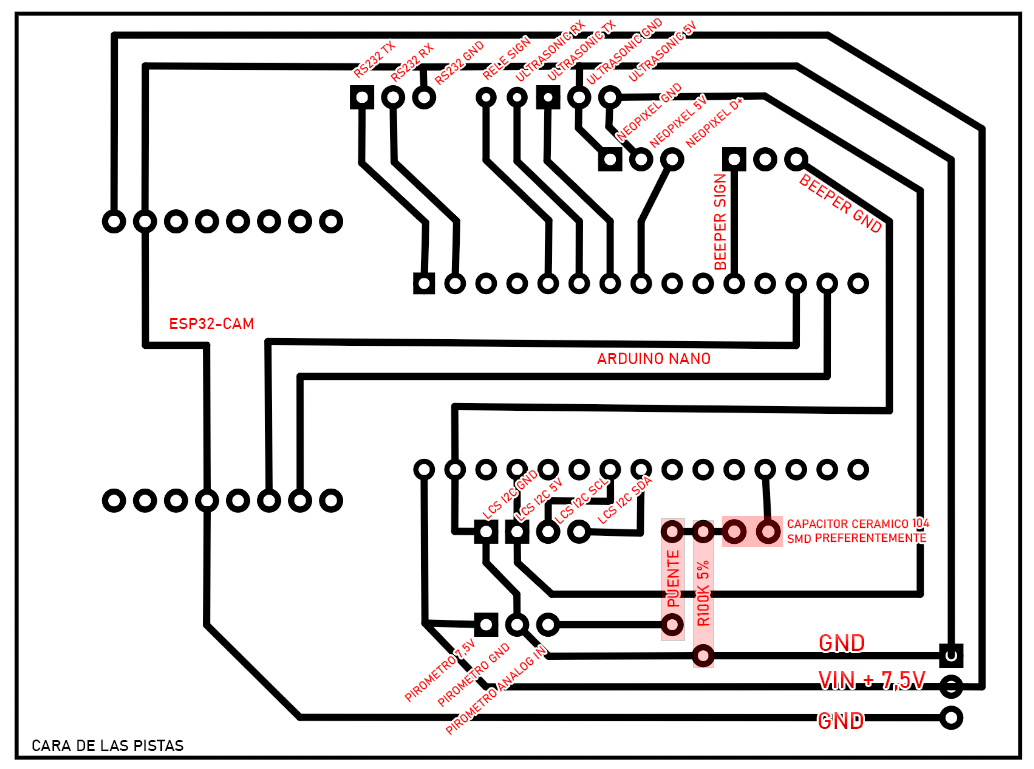 RS232 TX
RS232 RX
RS232 GND
RELE SIGN
ULTRASONIC RX
ULTRASONIC TX
ULTRASONIC GND
ULTRASONIC 5V
NEOPIXEL GND
NEOPIXEL 5V
NEOPIXEL D+
BEEPER SIGN
BEEPER GND
ESP32-CAM
ARDUINO NANO
LCS I2C GND
LCS I2C 5V
LCS I2C SCL
LCS I2C SDA
CAPACITOR CERAMICO 104
SMD PREFERENTEMENTE
PUENTE
R100K 5%
PIROMETRO 7,5V
PIROMETRO GND
PIROMETRO ANALOG IN
GND
VIN + 7,5V
GND
CARA DE LAS PISTAS